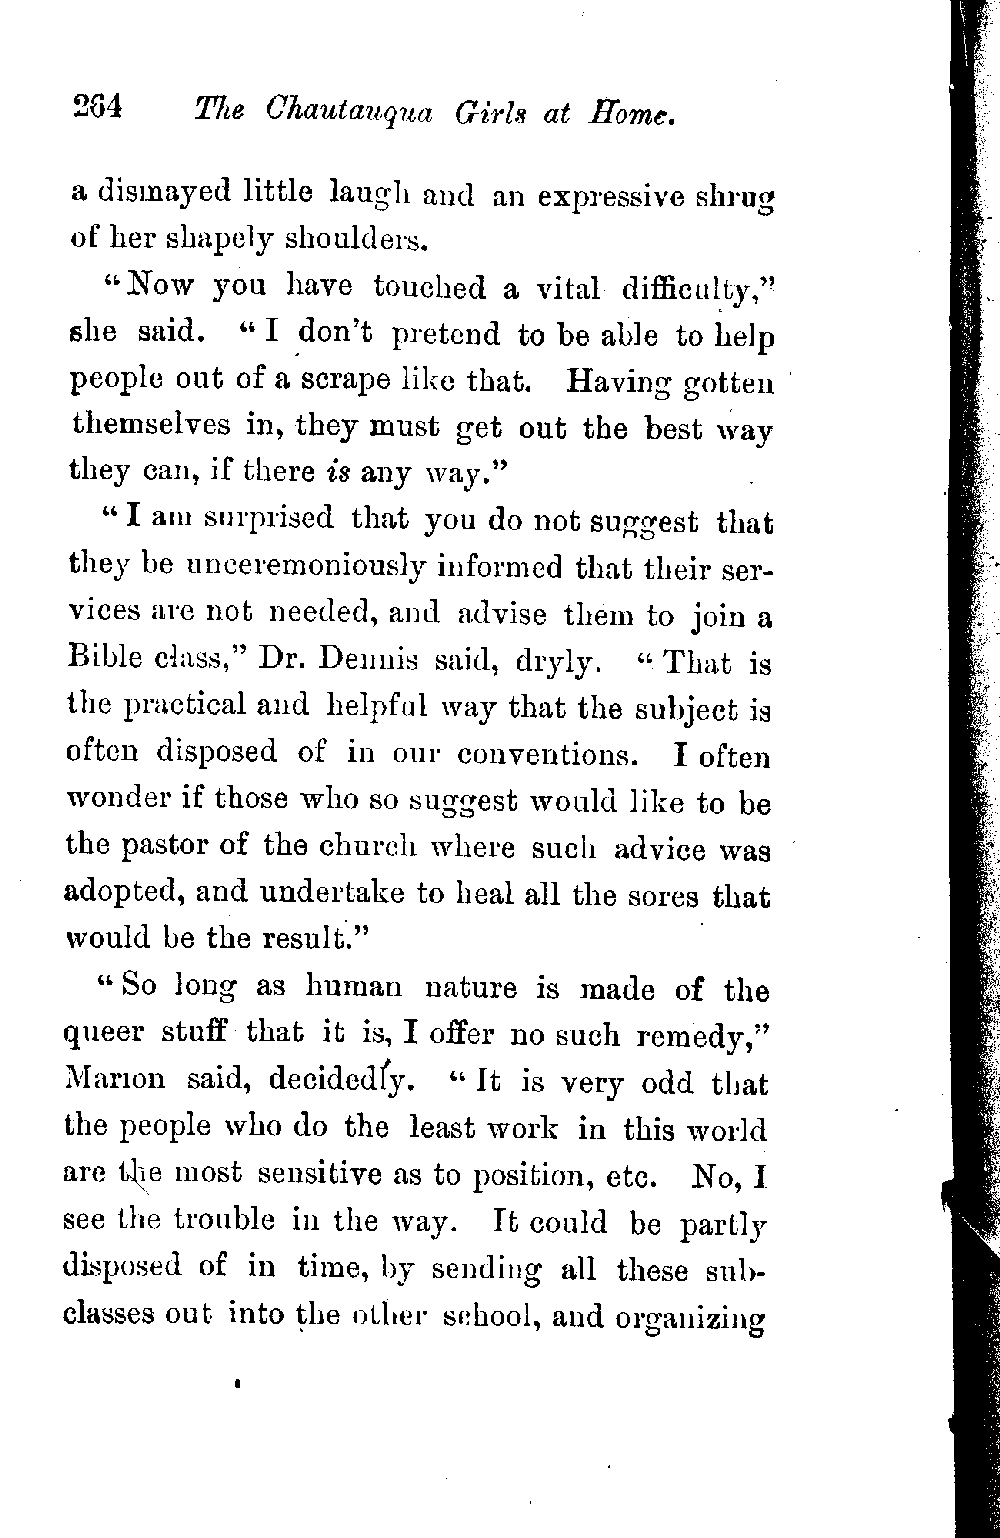 264 The Chautauqua Girls at Home.
a dismayed little laugh and an expressive shrug
of her shapely shoulders.
“Now you have touched a vital difficulty,”
she said. “I don’t pretend to be able to help
people out of a scrape like that. Having gotten
themselves in, they must get out the best way
they can, if there is any way.”
“I am surprised that you do not suggest that
they be unceremoniously informed that their ser-
vices are not needed, and advise them to join a
Bible class,” Dr. Dennis said, dryly. “That is
the practical and helpful way that the subject is
often disposed of in our conventions. I often
wonder if those who so suggest would like to be
the pastor of the church where such advice was
adopted, and undertake to heal all the sores that
would be the result.”
“So long as human nature is made of the
queer stuff that it is, I offer no such remedy,”
Marion said, decidedly. “It is very odd that
the people who do the least work in this world
are the most sensitive as to position, etc. No, I
see the trouble in the way. It could be partly
disposed of in time, by sending all these sub-
classes out into the other school, and organizing